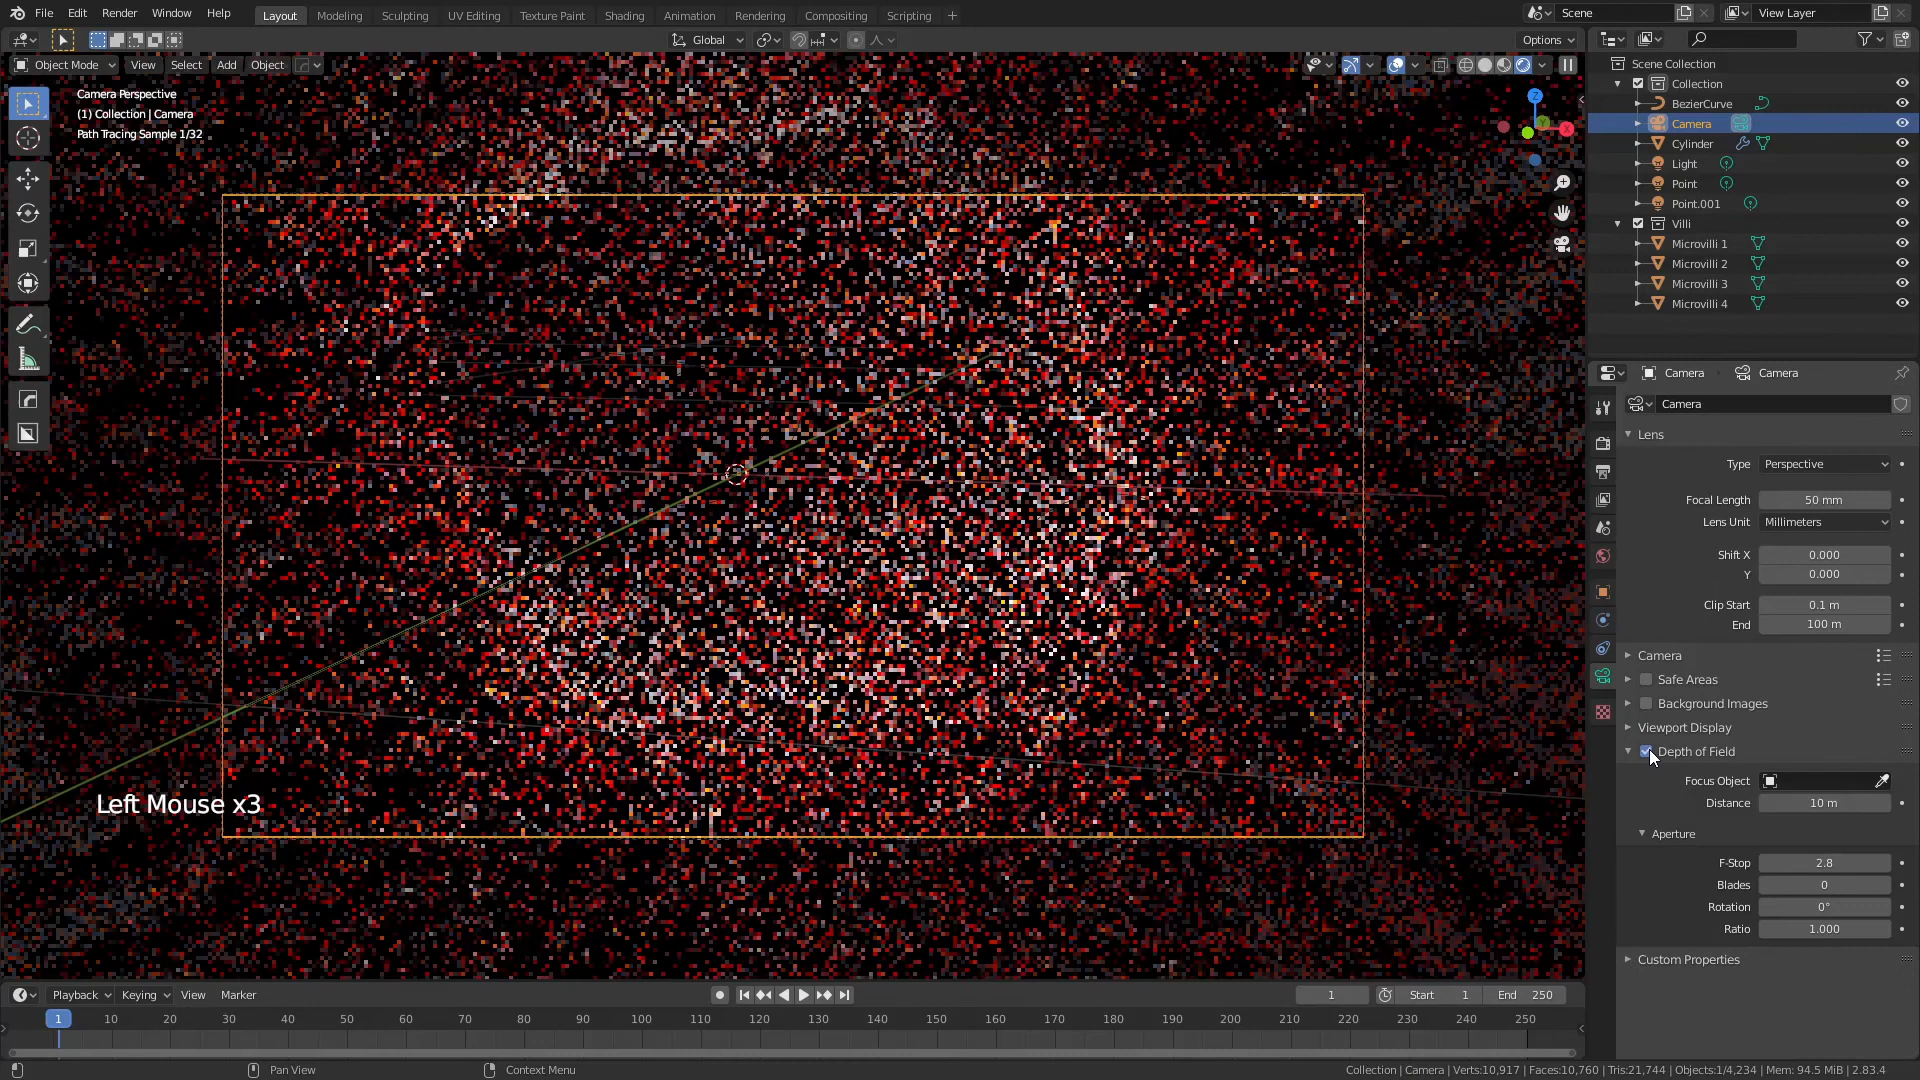 File Edit Render Window Help
Layout Modeling Sculpting UV Editing Texture Paint Shading Animation Rendering Compositing Scripting +
Scene
View Layer
Global
Options
Object Mode View Select Add Object
Camera Perspective
(1) Collection | Camera
Path Tracing Sample 1/32
Z
Y
X
Left Mouse x3
Scene Collection
Collection
BezierCurve
Camera
Cylinder
Light
Point
Point.001
Villi
Microvilli 1
Microvilli 2
Microvilli 3
Microvilli 4
Camera Camera
Camera
Lens
Type Perspective
Focal Length 50 mm
Lens Unit Millimeters
Shift X 0.000
Y 0.000
Clip Start 0.1 m
End 100 m
Camera
Safe Areas
Background Images
Viewport Display
Depth of Field
Focus Object
Distance 10 m
Aperture
F-Stop 2.8
Blades 0
Rotation 0°
Ratio 1.000
Custom Properties
Playback Keying View Marker
1 Start 1 End 250
1 10 20 30 40 50 60 70 80 90 100 110 120 130 140 150 160 170 180 190 200 210 220 230 240 250
Pan View
Context Menu
Collection | Camera | Verts:10,917 | Faces:10,760 | Tris:21,744 | Objects:1/4,234 | Mem: 94.5 MiB | 2.83.4